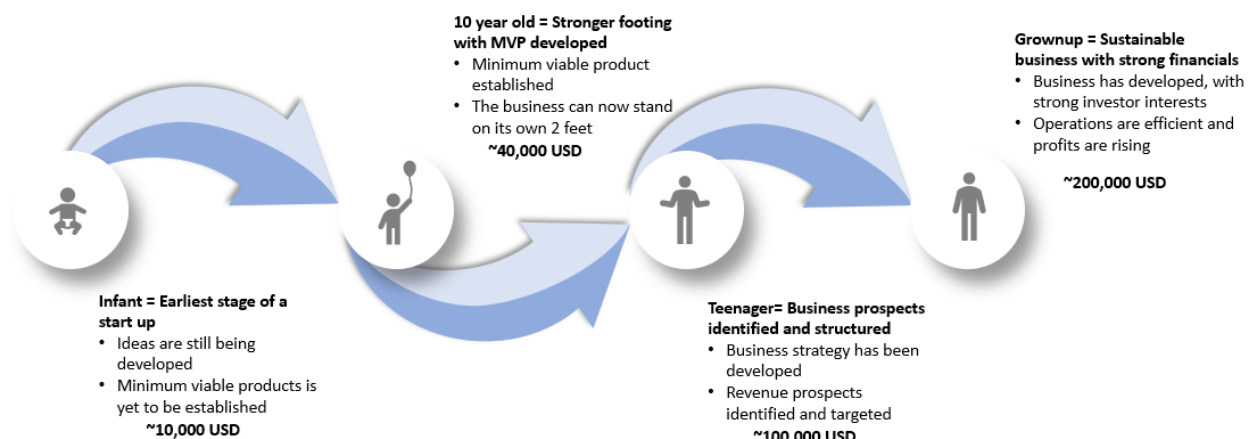 10 year old = Stronger footing
with MVP developed
• Minimum viable product
established
• The business can now stand
on its own 2 feet
~40,000 USD
Grownup = Sustainable
business with strong financials
• Business has developed, with
strong investor interests
• Operations are efficient and
profits are rising
~200,000 USD
Infant = Earliest stage of a
start up
• Ideas are still being
developed
• Minimum viable products is
yet to be established
~10,000 USD
Teenager= Business prospects
identified and structured
• Business strategy has been
developed
• Revenue prospects
identified and targeted
~100,000 USD